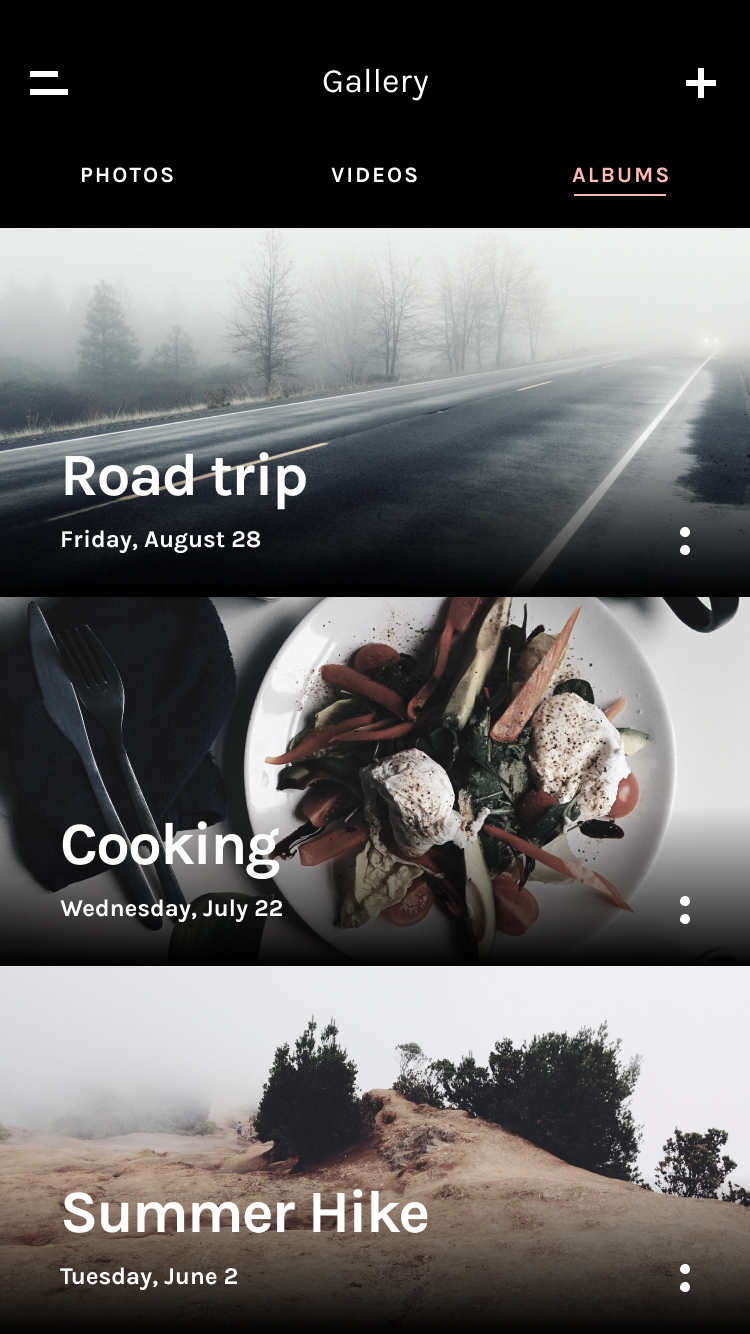 Gallery
PHOTOS VIDEOS ALBUMS
Road trip
Friday, August 28
Cooking
Wednesday, July 22
Summer Hike
Tuesday, June 2